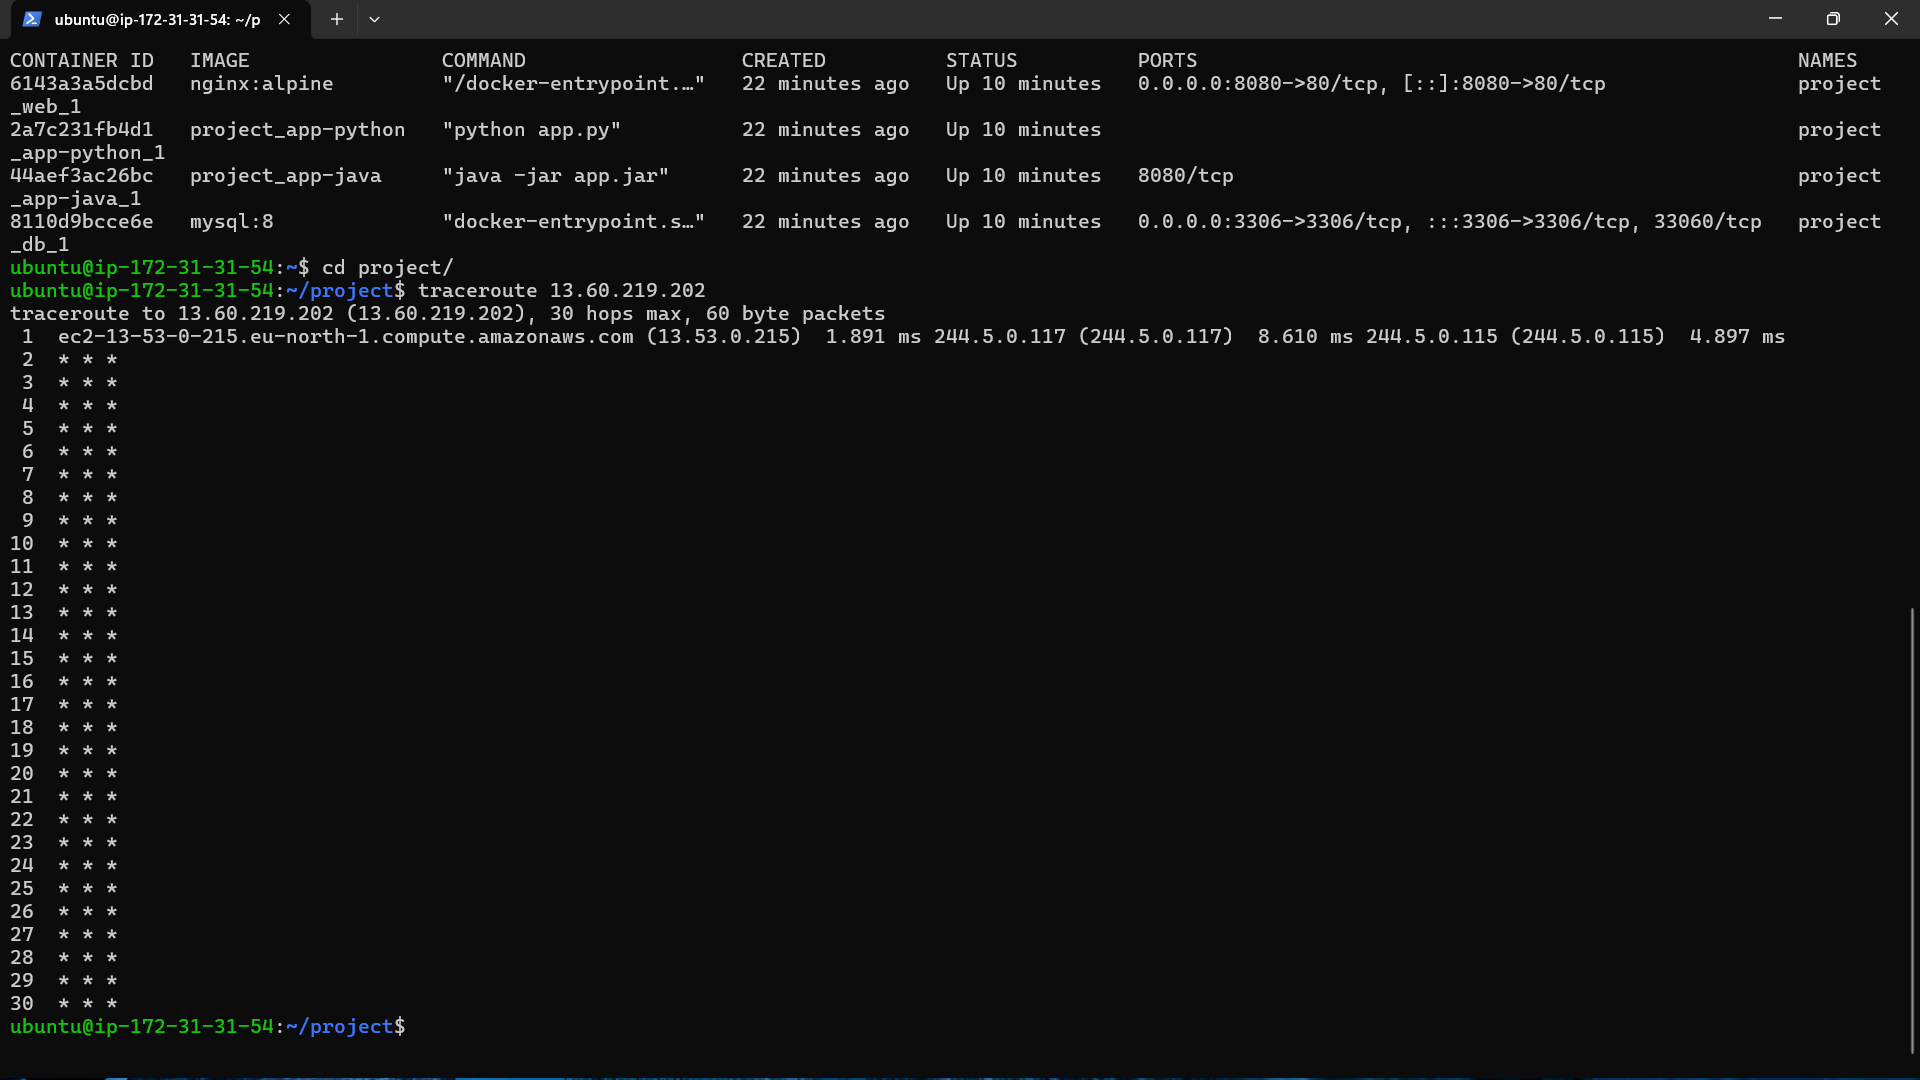 ubuntu@ip-172-31-31-54: ~/p
CONTAINER ID   IMAGE                COMMAND                  CREATED          STATUS          PORTS                                                  NAMES
6143a3a5dcbd   nginx:alpine         "/docker-entrypoint.…"   22 minutes ago   Up 10 minutes   0.0.0.0:8080->80/tcp, [::]:8080->80/tcp                project
_web_1
2a7c231fb4d1   project_app-python   "python app.py"          22 minutes ago   Up 10 minutes                                                          project
_app-python_1
44aef3ac26bc   project_app-java     "java -jar app.jar"      22 minutes ago   Up 10 minutes   8080/tcp                                               project
_app-java_1
8110d9bcce6e   mysql:8              "docker-entrypoint.s…"   22 minutes ago   Up 10 minutes   0.0.0.0:3306->3306/tcp, :::3306->3306/tcp, 33060/tcp   project
_db_1
ubuntu@ip-172-31-31-54:~$ cd project/
ubuntu@ip-172-31-31-54:~/project$ traceroute 13.60.219.202
traceroute to 13.60.219.202 (13.60.219.202), 30 hops max, 60 byte packets
 1  ec2-13-53-0-215.eu-north-1.compute.amazonaws.com (13.53.0.215)  1.891 ms 244.5.0.117 (244.5.0.117)  8.610 ms 244.5.0.115 (244.5.0.115)  4.897 ms
 2  * * *
 3  * * *
 4  * * *
 5  * * *
 6  * * *
 7  * * *
 8  * * *
 9  * * *
10  * * *
11  * * *
12  * * *
13  * * *
14  * * *
15  * * *
16  * * *
17  * * *
18  * * *
19  * * *
20  * * *
21  * * *
22  * * *
23  * * *
24  * * *
25  * * *
26  * * *
27  * * *
28  * * *
29  * * *
30  * * *
ubuntu@ip-172-31-31-54:~/project$